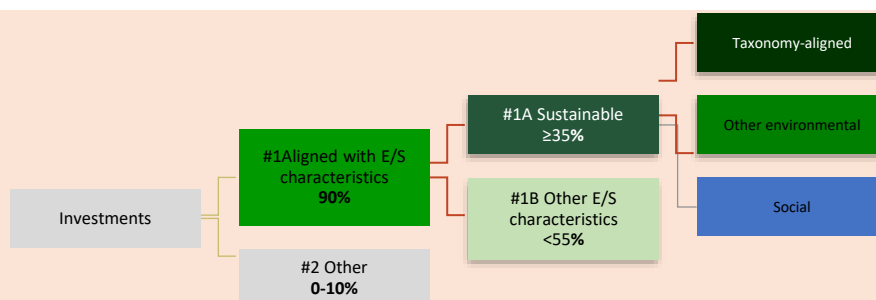 Investments
#1Aligned with E/S
characteristics
90%
#2 Other
0-10%
#1A Sustainable
≥35%
#1B Other E/S
characteristics
<55%
Taxonomy-aligned
Other environmental
Social